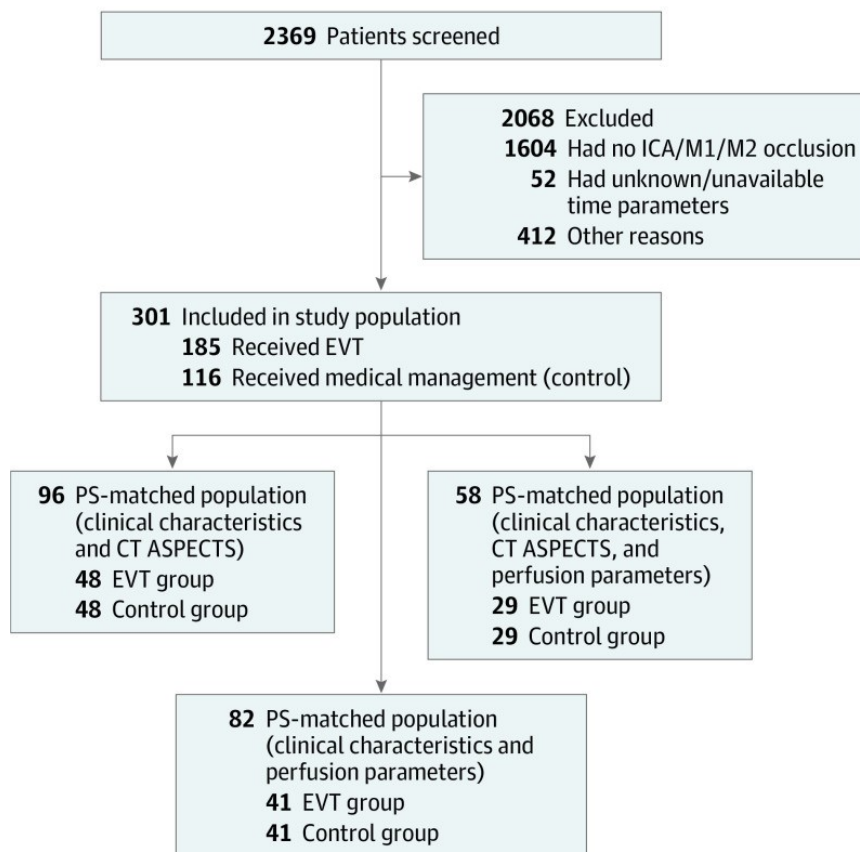 2369 Patients screened
2068 Excluded
1604 Had no ICA/M1/M2 occlusion
52 Had unknown/unavailable
time parameters
412 Other reasons
301 Included in study population
185 Received EVT
116 Received medical management (control)
96 PS-matched population
(clinical characteristics
and CT ASPECTS)
48 EVT group
48 Control group
58 PS-matched population
(clinical characteristics,
CT ASPECTS, and
perfusion parameters)
29 EVT group
29 Control group
82 PS-matched population
(clinical characteristics and
perfusion parameters)
41 EVT group
41 Control group